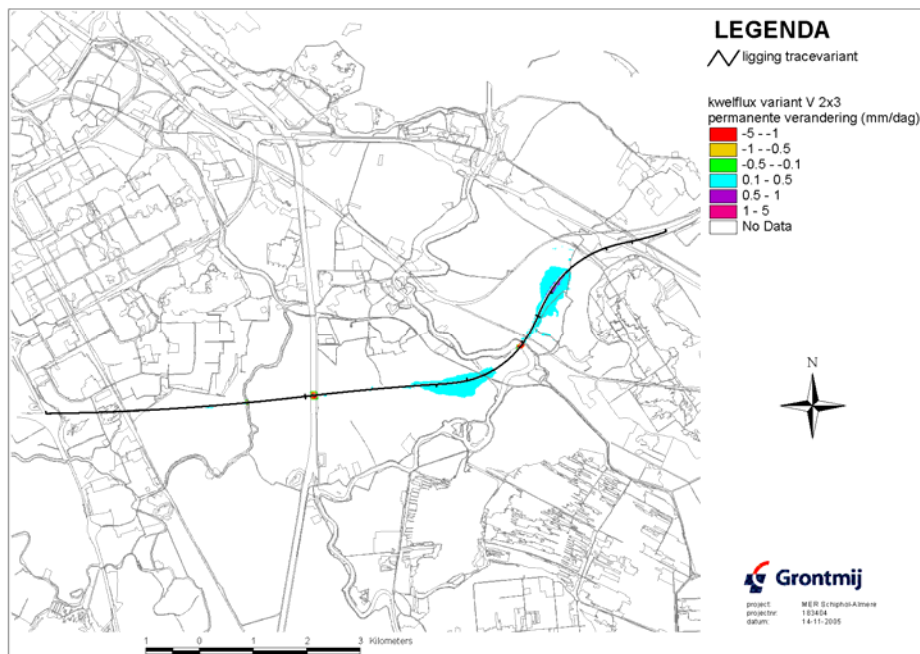 LEGENDA
ligging tracevariant
kwelflux variant V 2x3
permanente verandering (mm/dag)
-5 - -1
-1 - -0.5
-0.5 - -0.1
0.1 - 0.5
0.5 - 1
1 - 5
No Data
N
Grontmij
project: MER Schiphol-Almere
projectnr: 183404
datum: 14-11-2005
1 0 1 2 3 Kilometers